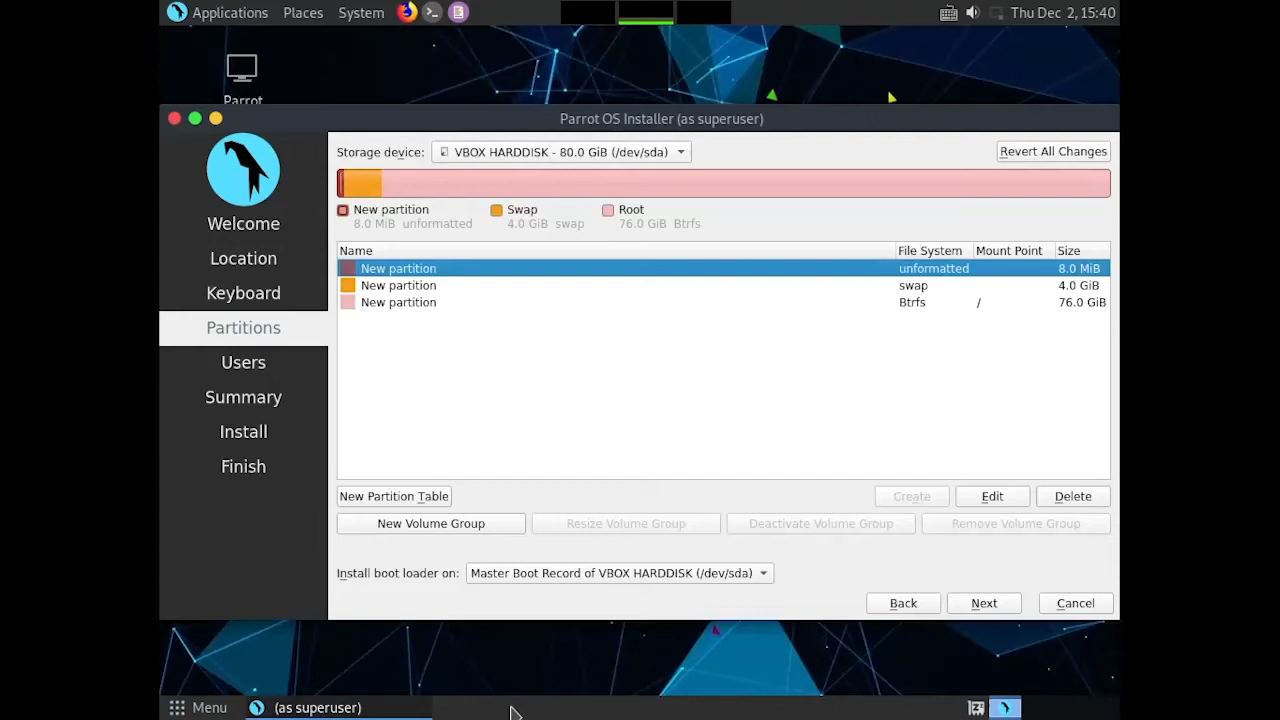 Applications Places System Thu Dec 2, 15:40
Parrot
Parrot OS Installer (as superuser)
Welcome
Location
Keyboard
Partitions
Users
Summary
Install
Finish
Storage device: VBOX HARDDISK - 80.0 GiB (/dev/sda) Revert All Changes
New partition Swap Root
8.0 MiB unformatted 4.0 GiB swap 76.0 GiB Btrfs
Name File System Mount Point Size
New partition unformatted 8.0 MiB
New partition swap 4.0 GiB
New partition Btrfs / 76.0 GiB
New Partition Table Create Edit Delete
New Volume Group Resize Volume Group Deactivate Volume Group Remove Volume Group
Install boot loader on: Master Boot Record of VBOX HARDDISK (/dev/sda)
Back Next Cancel
Menu (as superuser)